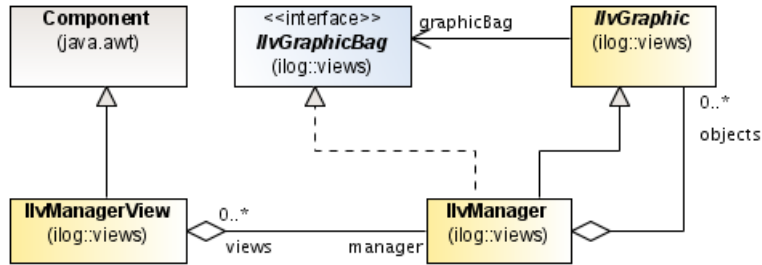 Component
(java.awt)
<<interface>>
IlvGraphicBag
(ilog::views)
graphicBag
IlvGraphic
(ilog::views)
0..*
objects
IlvManagerView
(ilog::views)
0..*
views
manager
IlvManager
(ilog::views)